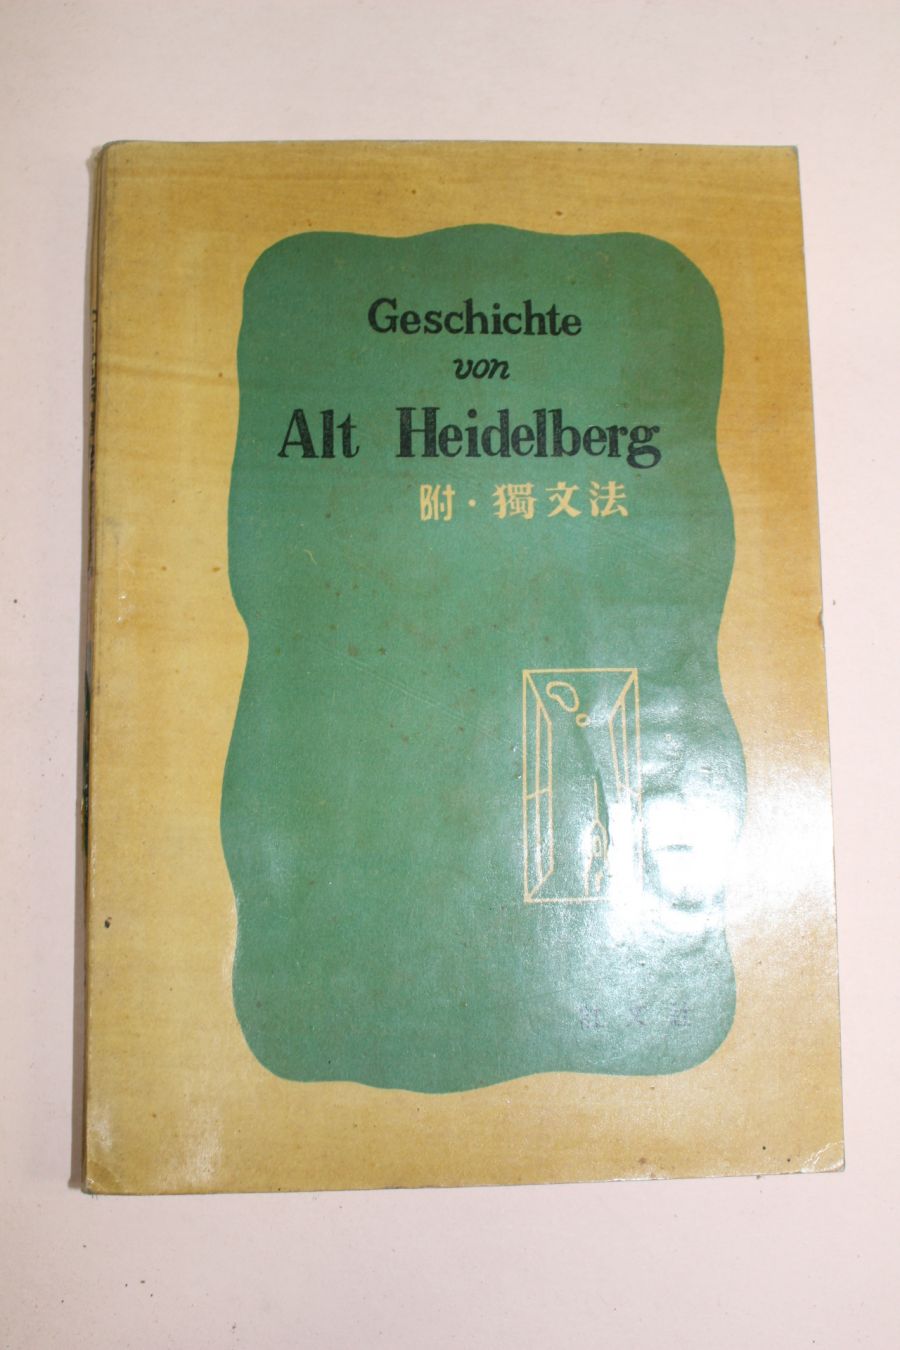 Geschichte
von
Alt Heidelberg
附·獨文法